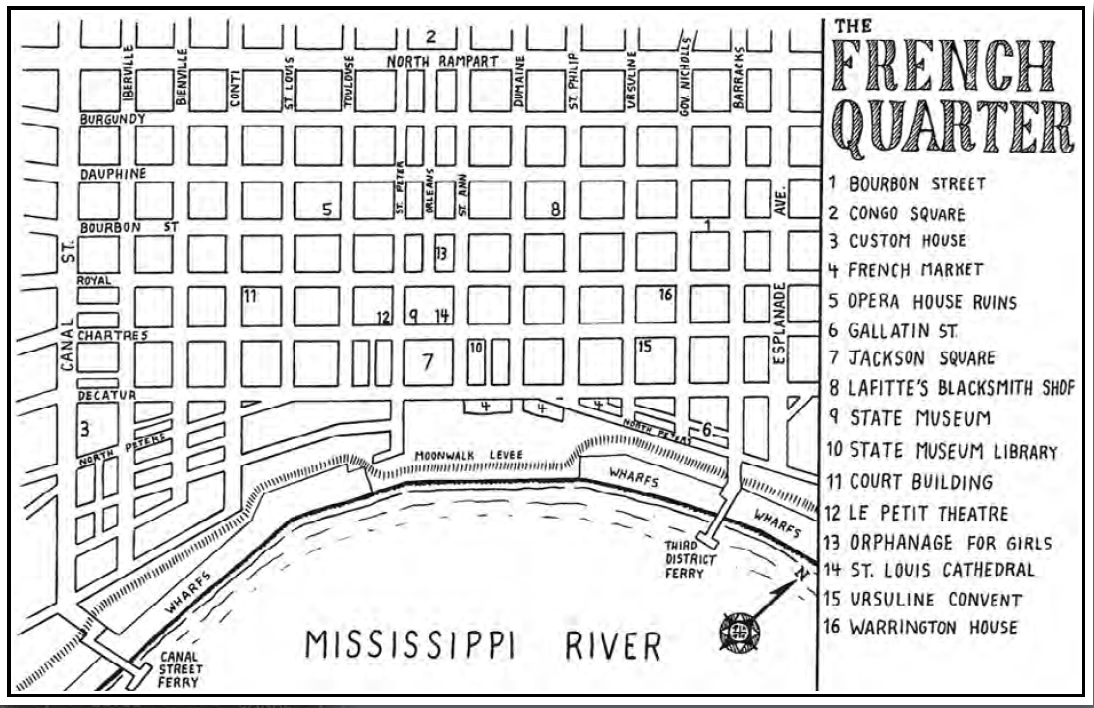 THE
FRENCH
QUARTER
1 BOURBON STREET
2 CONGO SQUARE
3 CUSTOM HOUSE
4 FRENCH MARKET
5 OPERA HOUSE RUINS
6 GALLATIN ST.
7 JACKSON SQUARE
8 LAFITTE'S BLACKSMITH SHOP
9 STATE MUSEUM
10 STATE MUSEUM LIBRARY
11 COURT BUILDING
12 LE PETIT THEATRE
13 ORPHANAGE FOR GIRLS
14 ST. LOUIS CATHEDRAL
15 URSULINE CONVENT
16 WARRINGTON HOUSE
2
NORTH RAMPART
IBERVILLE
BIENVILLE
CONTI
ST. LOUIS
TOULOUSE
DUMAINE
ST. PHILIP
URSULINE
GOV. NICHOLLS
BARRACKS
BURGUNDY
DAUPHINE
ST. PETER
ORLEANS
ST. ANN
5
8
1
BOURBON ST
13
CANAL ST.
ESPLANADE AVE.
ROYAL
11
12
9
14
16
CHARTRES
7
10
15
DECATUR
3
4
4
4
6
NORTH PETERS
NORTH PETERS
MOONWALK LEVEE
WHARFS
WHARFS
WHARFS
THIRD
DISTRICT
FERRY
N
MISSISSIPPI RIVER
CANAL
STREET
FERRY